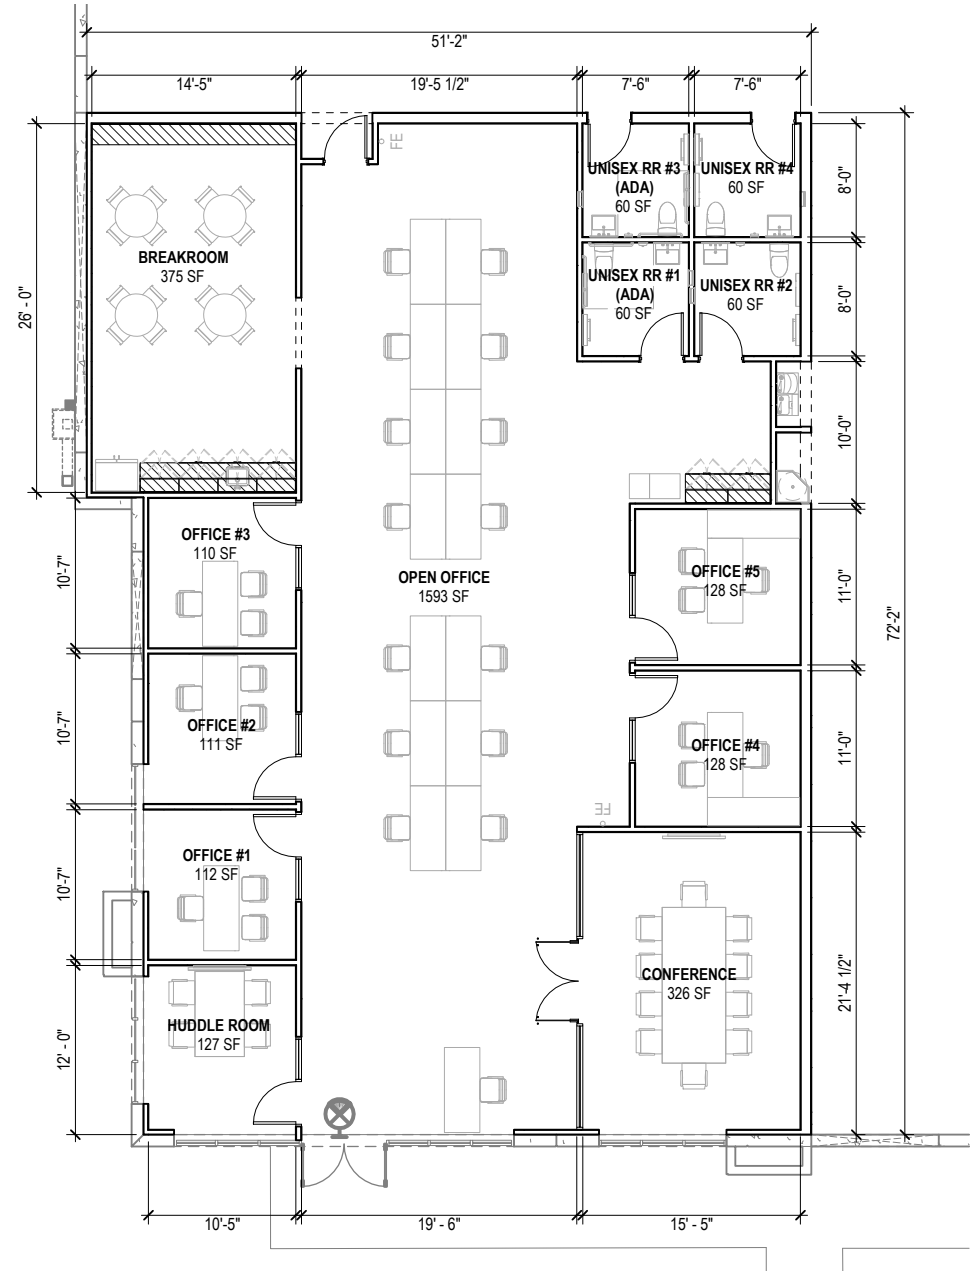 51'-2"
14'-5"
19'-5 1/2"
7'-6"
7'-6"
FE
UNISEX RR #3
(ADA)
60 SF
UNISEX RR #4
60 SF
8'-0"
BREAKROOM
375 SF
26' - 0"
UNISEX RR #1
(ADA)
60 SF
UNISEX RR #2
60 SF
8'-0"
10'-0"
OFFICE #3
110 SF
10'-7"
OPEN OFFICE
1593 SF
OFFICE #5
128 SF
11'-0"
72'-2"
OFFICE #2
111 SF
10'-7"
OFFICE #4
128 SF
11'-0"
FE
OFFICE #1
112 SF
10'-7"
CONFERENCE
326 SF
21'-4 1/2"
HUDDLE ROOM
127 SF
12' - 0"
10'-5"
19' - 6"
15' - 5"